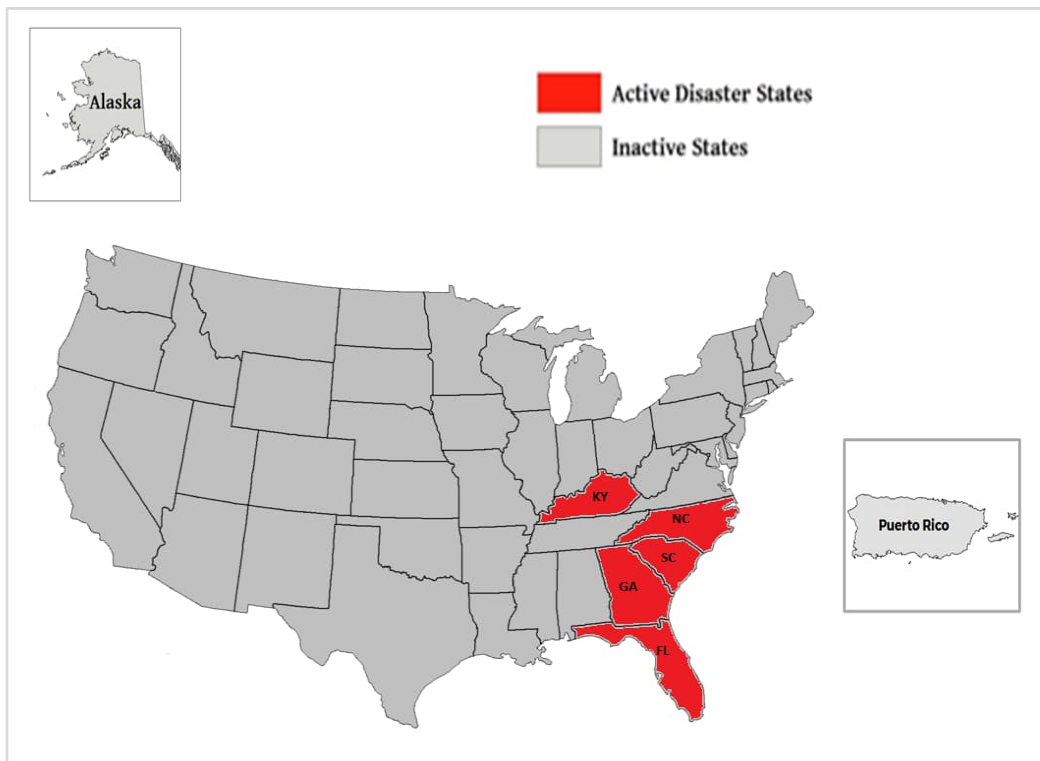 Alaska
Active Disaster States
Inactive States
KY
NC
SC
GA
FL
Puerto Rico